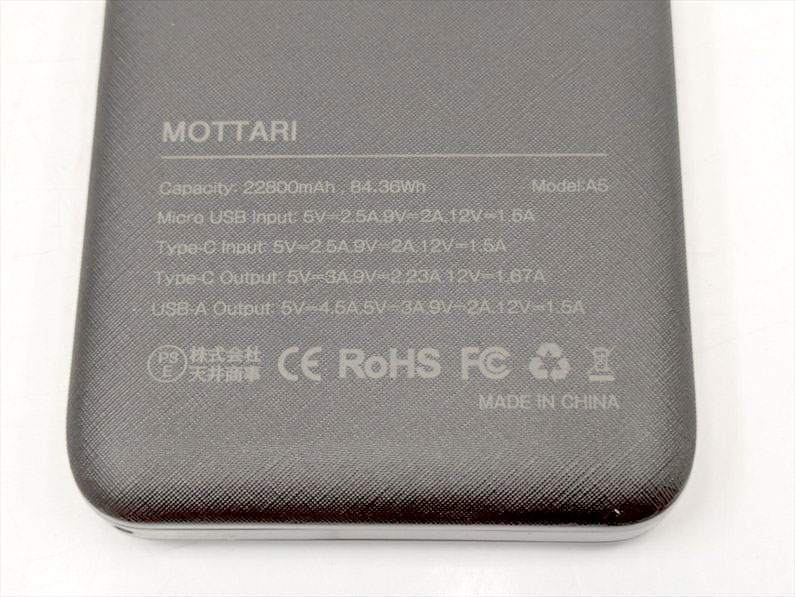 MOTTARI
Capacity: 22800mAh , 84.36Wh Model:A5
Micro USB Input: 5V⎓2.5A,9V⎓2A,12V⎓1.5A
Type-C Input: 5V⎓2.5A,9V⎓2A,12V⎓1.5A
Type-C Output: 5V⎓3A,9V⎓2.23A,12V⎓1.67A
USB-A Output: 5V⎓4.5A,5V⎓3A,9V⎓2A,12V⎓1.5A
PSE 株式会社 天井商事 CE RoHS FC
MADE IN CHINA